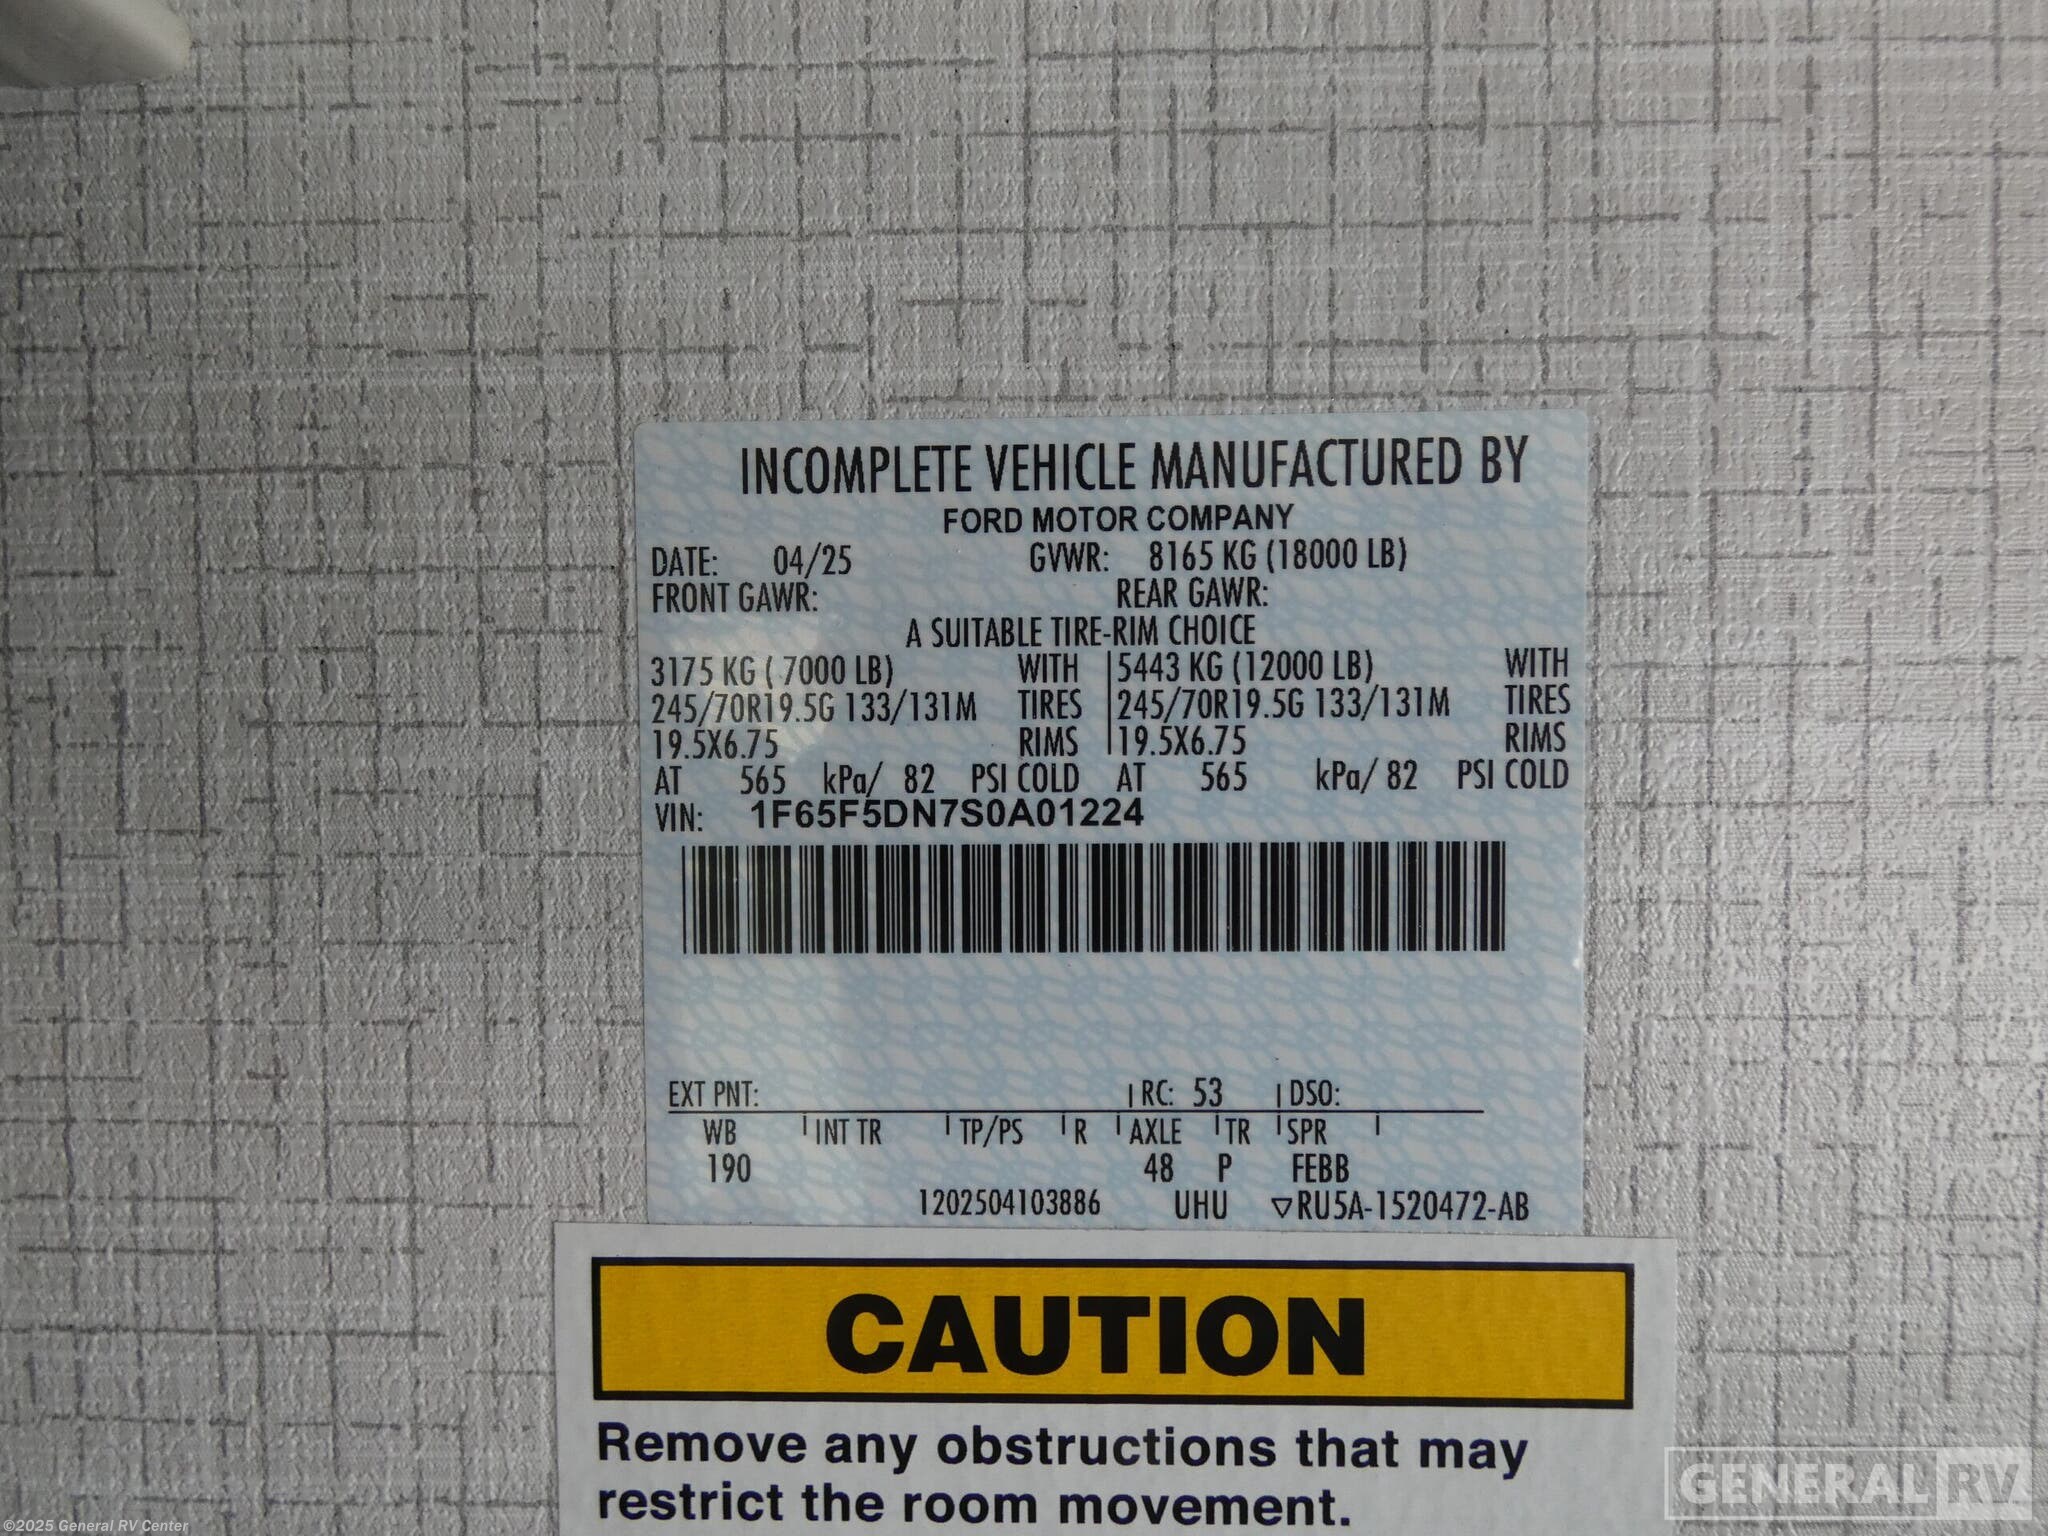 INCOMPLETE VEHICLE MANUFACTURED BY
FORD MOTOR COMPANY
DATE: 04/25 GVWR: 8165 KG (18000 LB)
FRONT GAWR: REAR GAWR:
A SUITABLE TIRE-RIM CHOICE
3175 KG ( 7000 LB) WITH 5443 KG (12000 LB) WITH
245/70R19.5G 133/131M TIRES 245/70R19.5G 133/131M TIRES
19.5X6.75 RIMS 19.5X6.75 RIMS
AT 565 kPa/ 82 PSI COLD AT 565 kPa/ 82 PSI COLD
VIN: 1F65F5DN7S0A01224
EXT PNT: RC: 53 DSO:
WB INT TR TP/PS R AXLE TR SPR
190 48 P FEBB
1202504103886 UHU ▽RU5A-1520472-AB
CAUTION
Remove any obstructions that may
restrict the room movement.
GENERAL RV
©2025 General RV Center